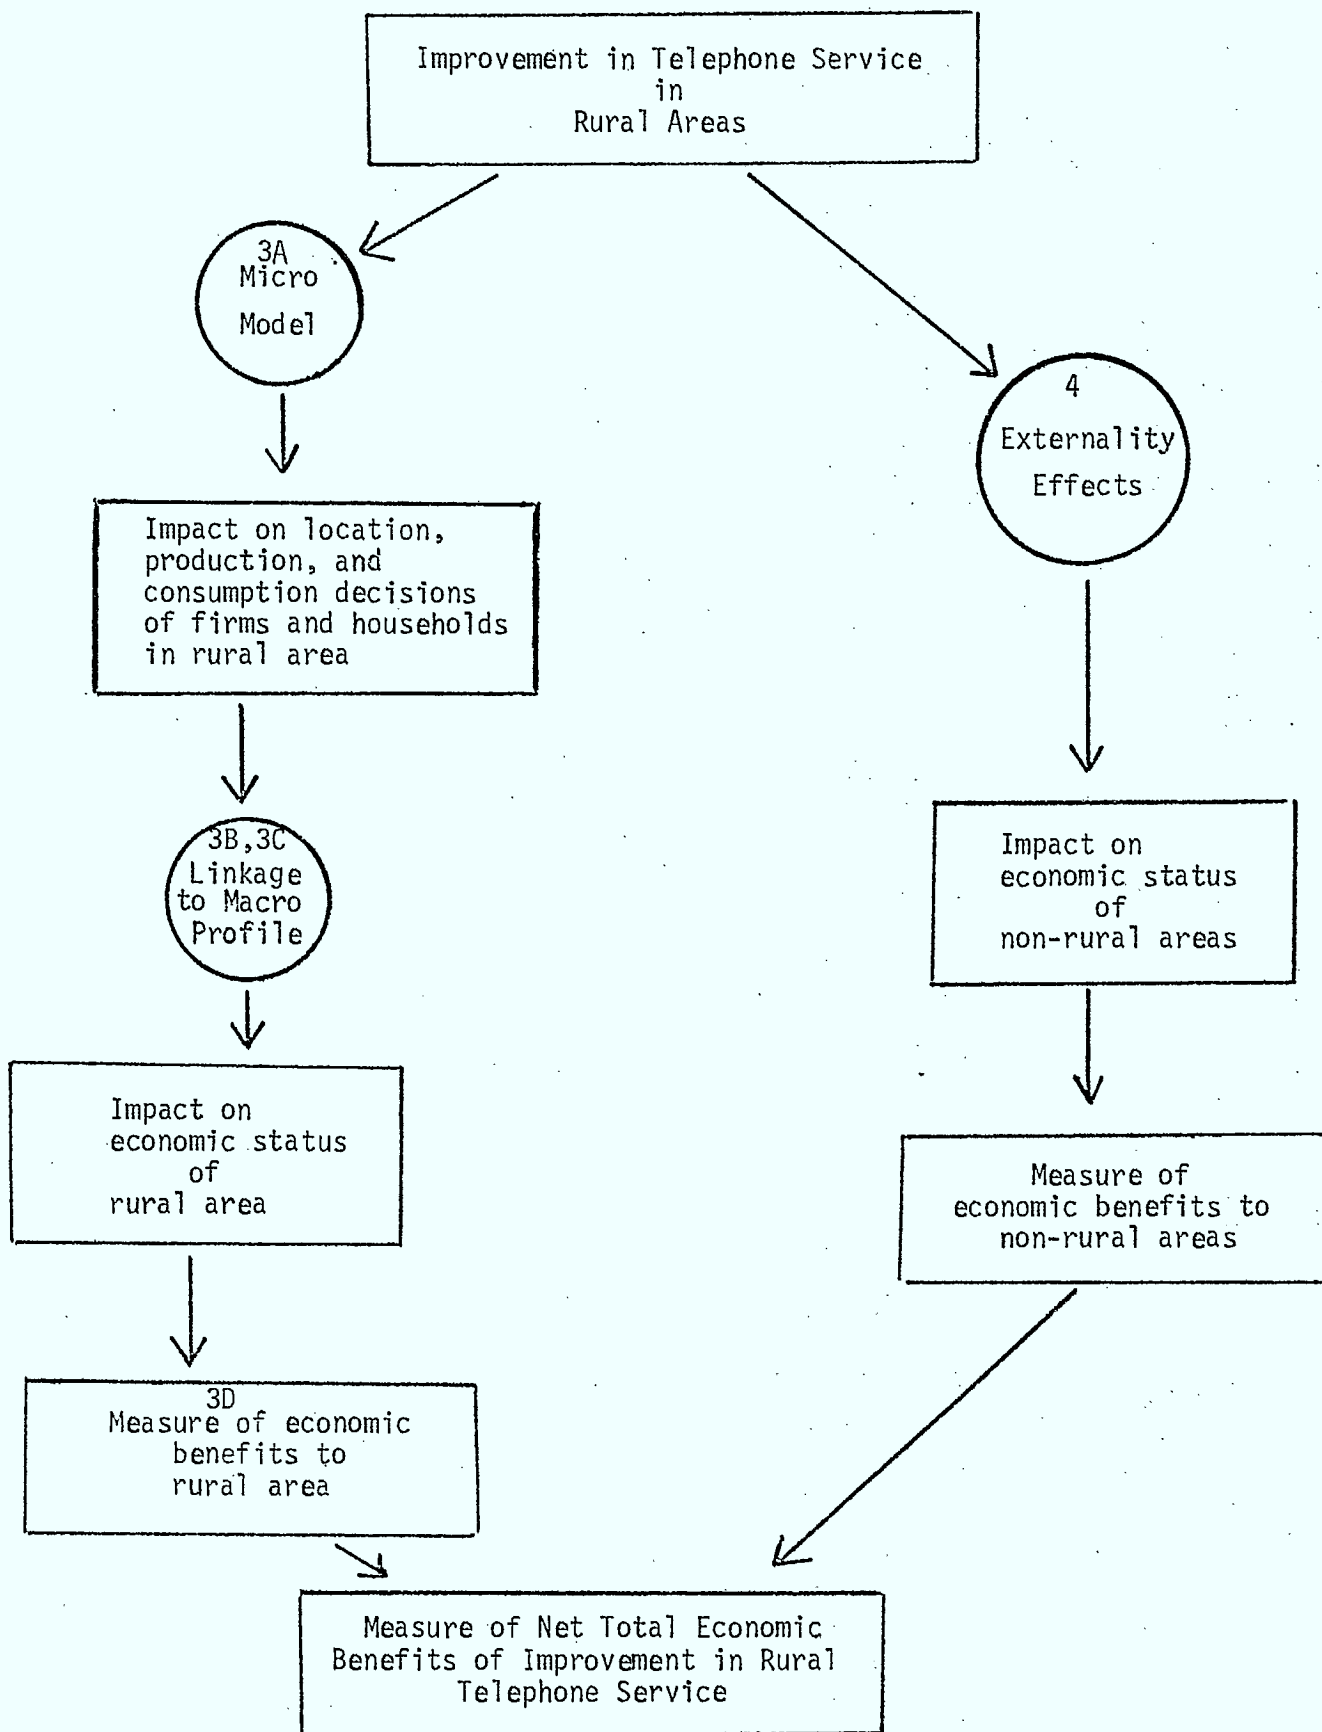 Improvement in Telephone Service
in
Rural Areas
3A
Micro
Model
4
Externality
Effects
Impact on location,
production, and
consumption decisions
of firms and households
in rural area
3B,3C
Linkage
to Macro
Profile
Impact on
economic status
of
non-rural areas
Impact on
economic status
of
rural area
Measure of
economic benefits to
non-rural areas
3D
Measure of economic
benefits to
rural area
Measure of Net Total Economic
Benefits of Improvement in Rural
Telephone Service